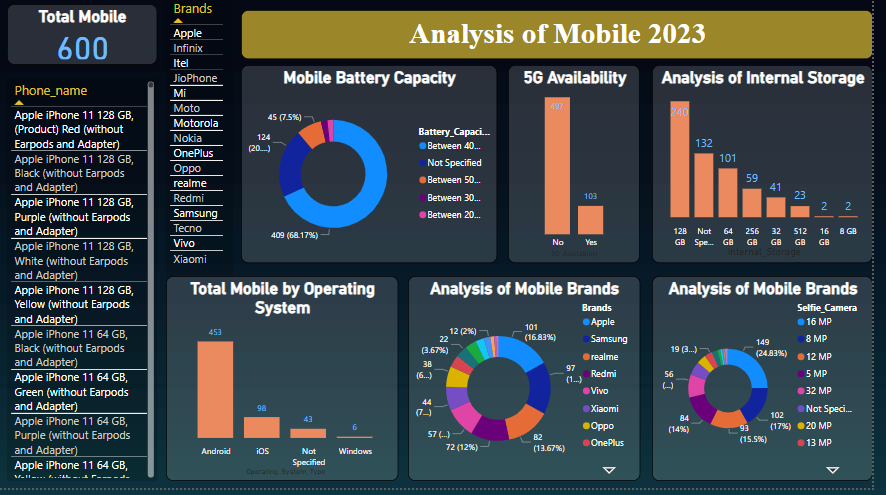 Total Mobile
600
Phone_name
Apple iPhone 11 128 GB,
(Product) Red (without
Earpods and Adapter)
Apple iPhone 11 128 GB,
Black (without Earpods
and Adapter)
Apple iPhone 11 128 GB,
Purple (without Earpods
and Adapter)
Apple iPhone 11 128 GB,
White (without Earpods
and Adapter)
Apple iPhone 11 128 GB,
Yellow (without Earpods
and Adapter)
Apple iPhone 11 64 GB,
Black (without Earpods
and Adapter)
Apple iPhone 11 64 GB,
Green (without Earpods
and Adapter)
Apple iPhone 11 64 GB,
Purple (without Earpods
and Adapter)
Apple iPhone 11 64 GB,
Brands
Apple
Infinix
Itel
JioPhone
Mi
Moto
Motorola
Nokia
OnePlus
Oppo
realme
Redmi
Samsung
Tecno
Vivo
Xiaomi
Analysis of Mobile 2023
Mobile Battery Capacity
45 (7.5%)
124
(20...)
409 (68.17%)
Battery_Capaci...
Between 40...
Not Specified
Between 50...
Between 30...
Between 20...
5G Availability
497
103
No
Yes
Analysis of Internal Storage
240
132
101
59
41
23
2
2
128 GB
Not Spe...
64 GB
256 GB
32 GB
512 GB
16 GB
8 GB
Internal_Storage
Total Mobile by Operating
System
453
98
43
6
Android
iOS
Not Specified
Windows
Operating_System_Type
Analysis of Mobile Brands
12 (2%)
22
(3.67%)
38
(6...)
44
(7...)
57 (...)
72 (12%)
82
(13.67%)
97
(1...)
101
(16.83%)
Brands
Apple
Samsung
realme
Redmi
Vivo
Xiaomi
Oppo
OnePlus
Analysis of Mobile Brands
19 (3...)
56
(...)
84
(14%)
93
(15.5%)
102
(17%)
149
(24.83%)
Selfie_Camera
16 MP
8 MP
12 MP
5 MP
32 MP
Not Speci...
20 MP
13 MP